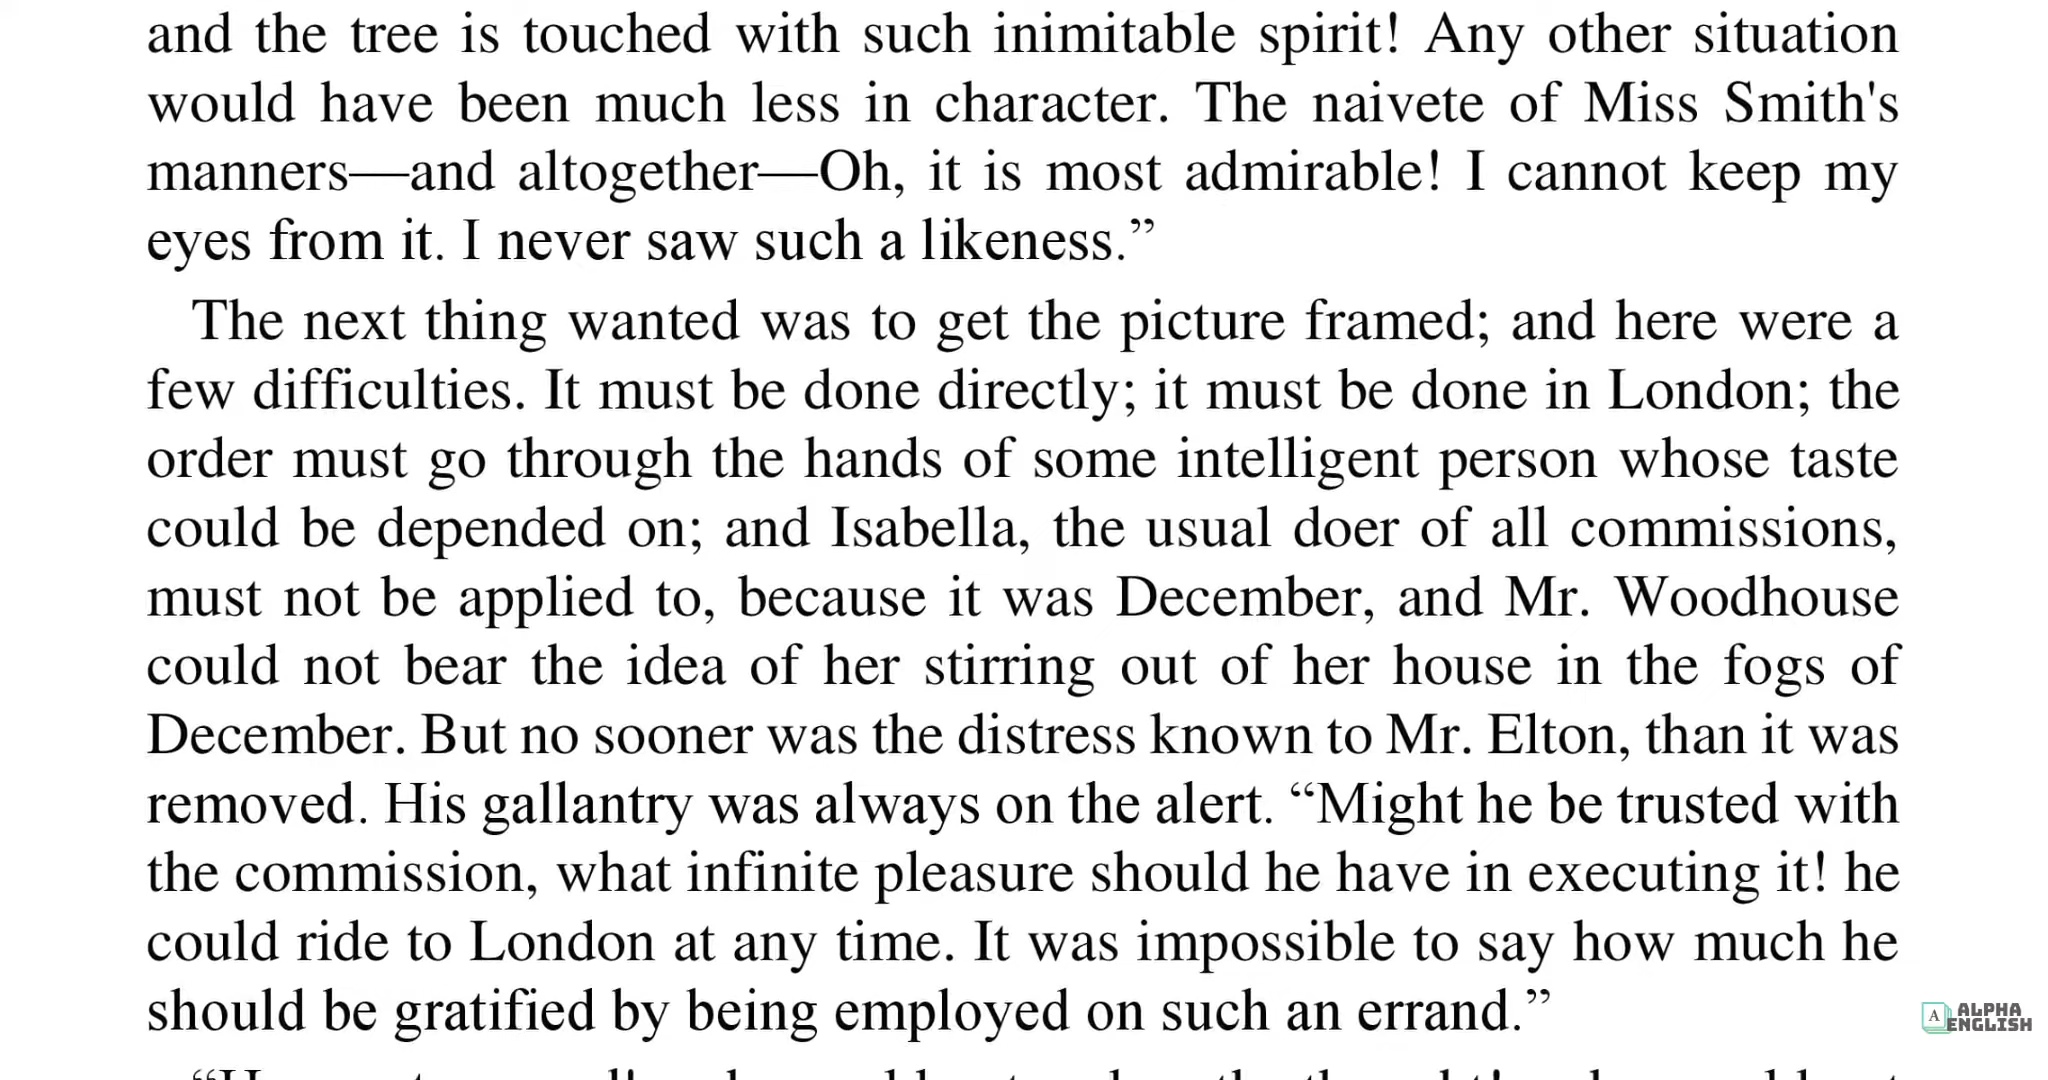 and the tree is touched with such inimitable spirit! Any other situation
would have been much less in character. The naivete of Miss Smith's
manners—and altogether—Oh, it is most admirable! I cannot keep my
eyes from it. I never saw such a likeness.”
The next thing wanted was to get the picture framed; and here were a
few difficulties. It must be done directly; it must be done in London; the
order must go through the hands of some intelligent person whose taste
could be depended on; and Isabella, the usual doer of all commissions,
must not be applied to, because it was December, and Mr. Woodhouse
could not bear the idea of her stirring out of her house in the fogs of
December. But no sooner was the distress known to Mr. Elton, than it was
removed. His gallantry was always on the alert. “Might he be trusted with
the commission, what infinite pleasure should he have in executing it! he
could ride to London at any time. It was impossible to say how much he
should be gratified by being employed on such an errand.”
A ALPHA
ENGLISH